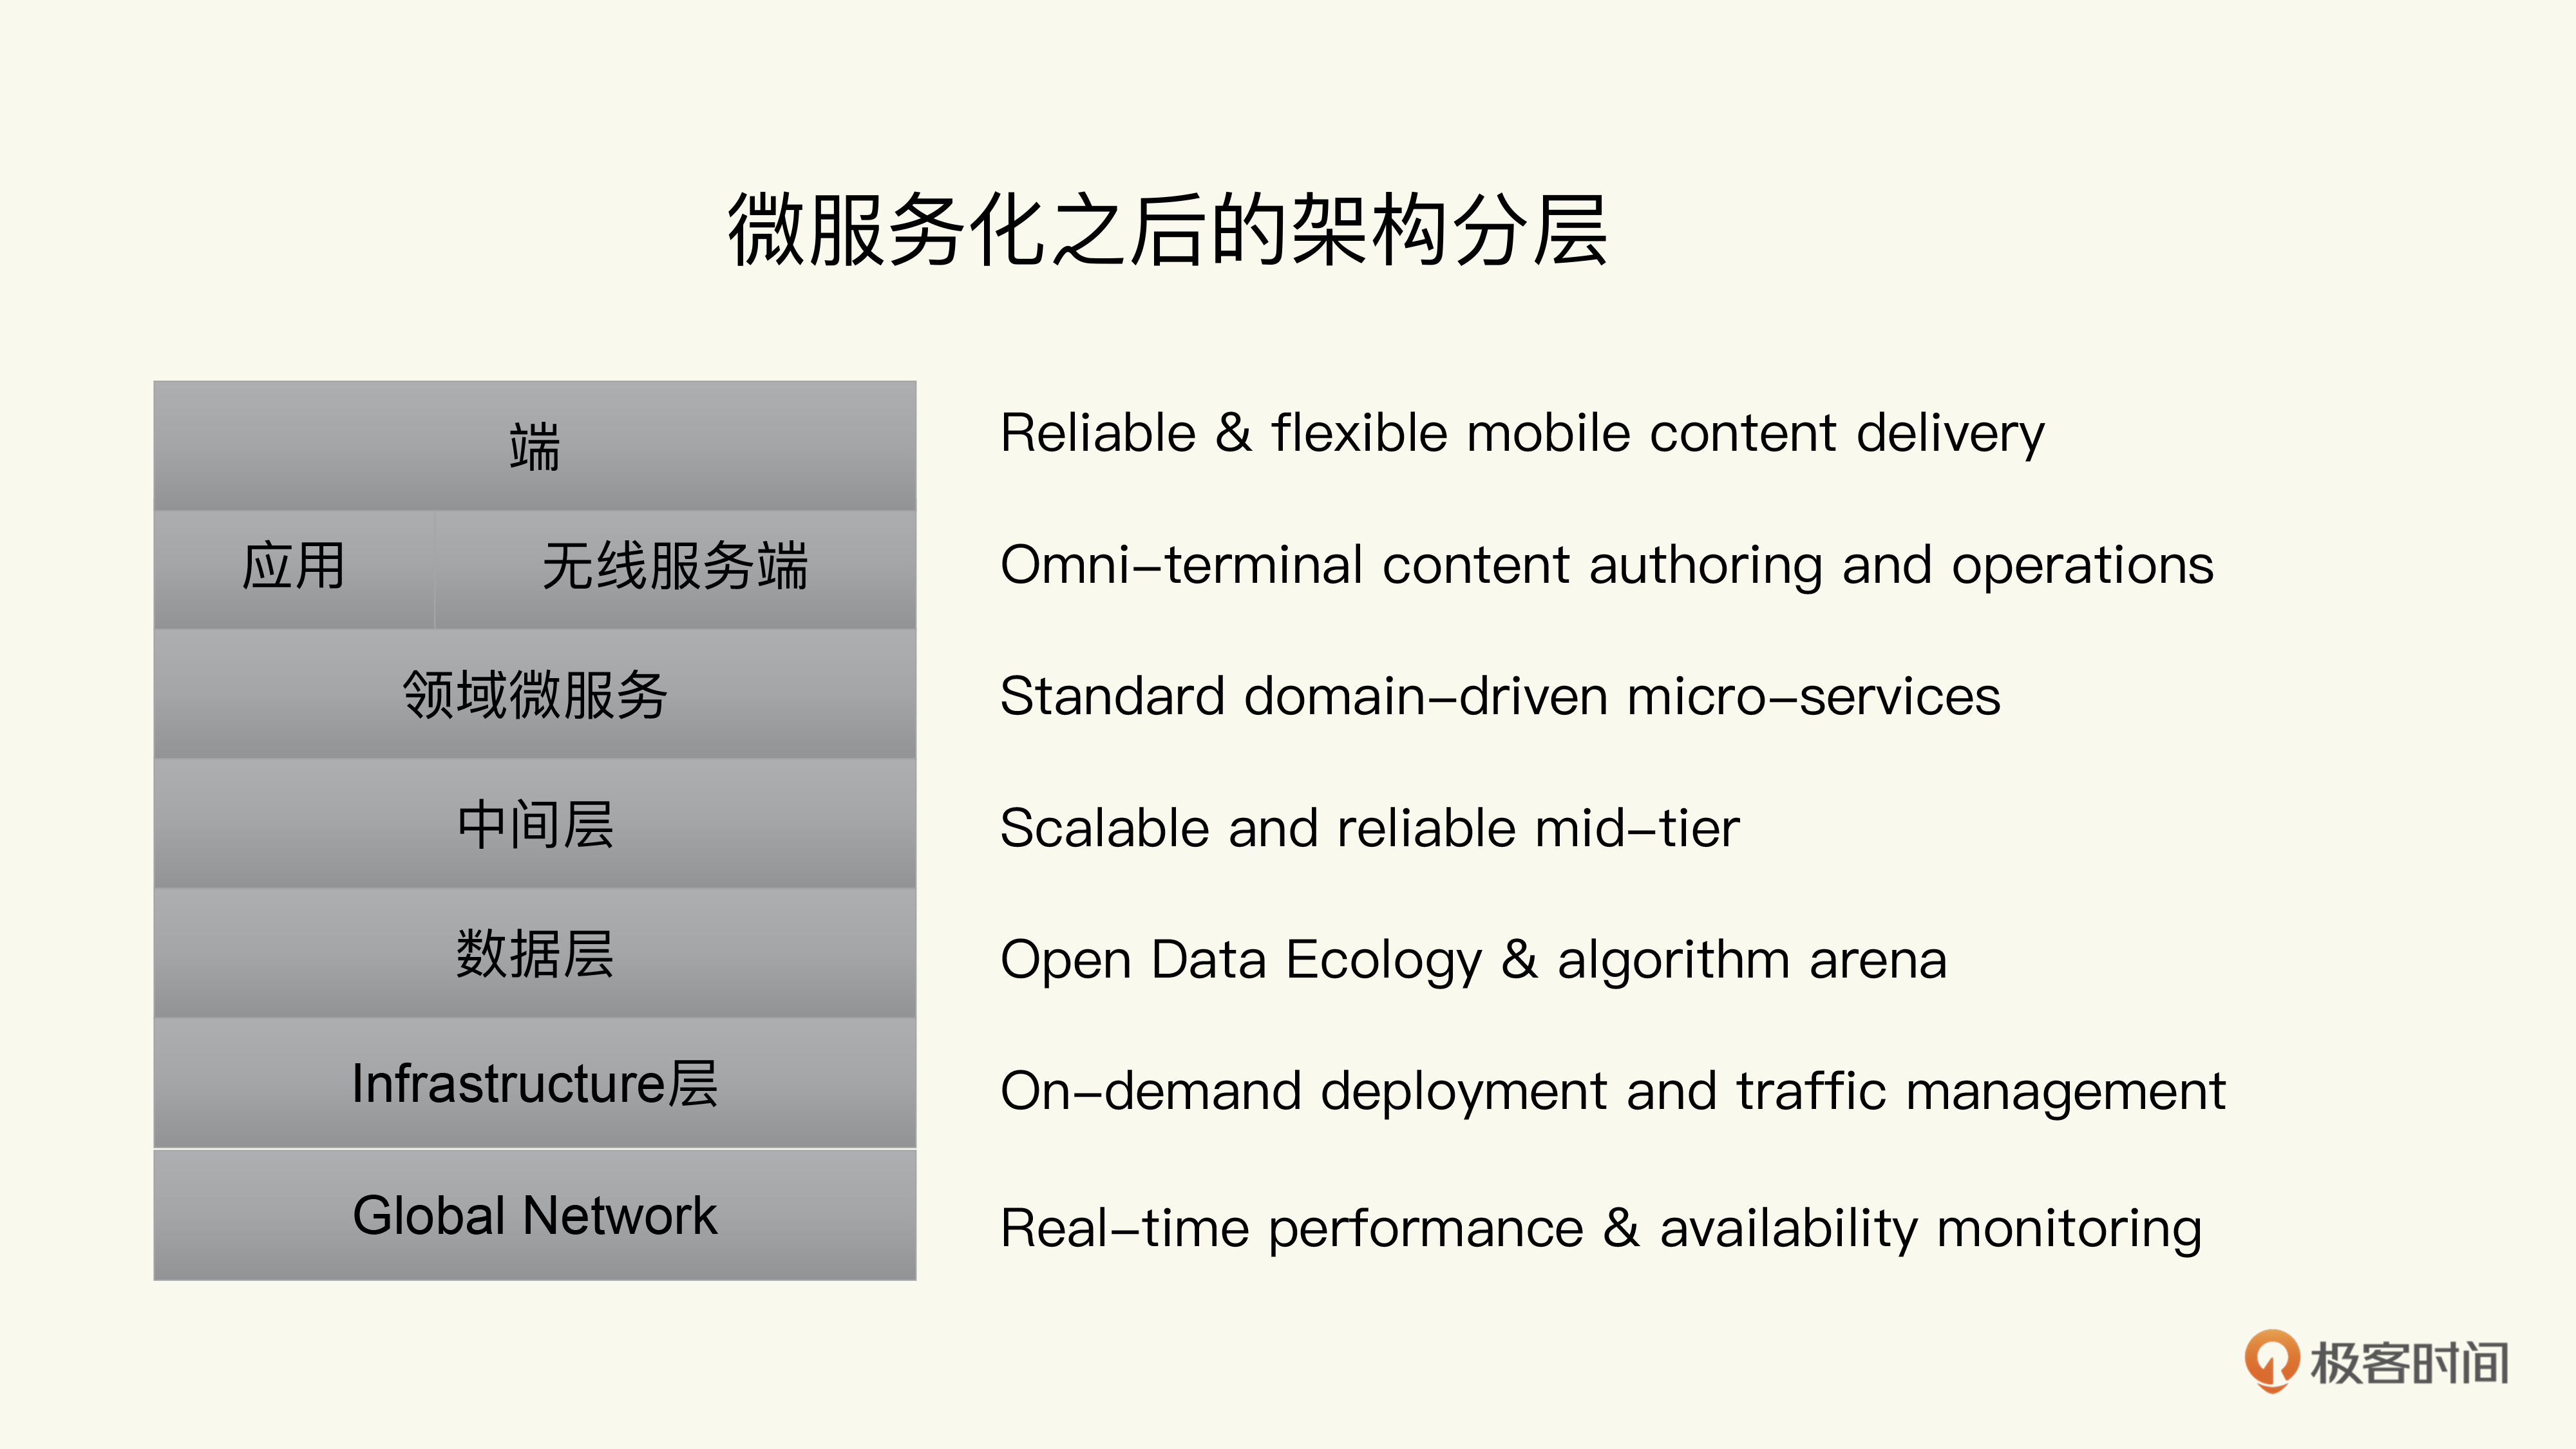 微服务化之后的架构分层
端
Reliable & flexible mobile content delivery
应用 无线服务端
Omni-terminal content authoring and operations
领域微服务
Standard domain-driven micro-services
中间层
Scalable and reliable mid-tier
数据层
Open Data Ecology & algorithm arena
Infrastructure层
On-demand deployment and traffic management
Global Network
Real-time performance & availability monitoring
极客时间